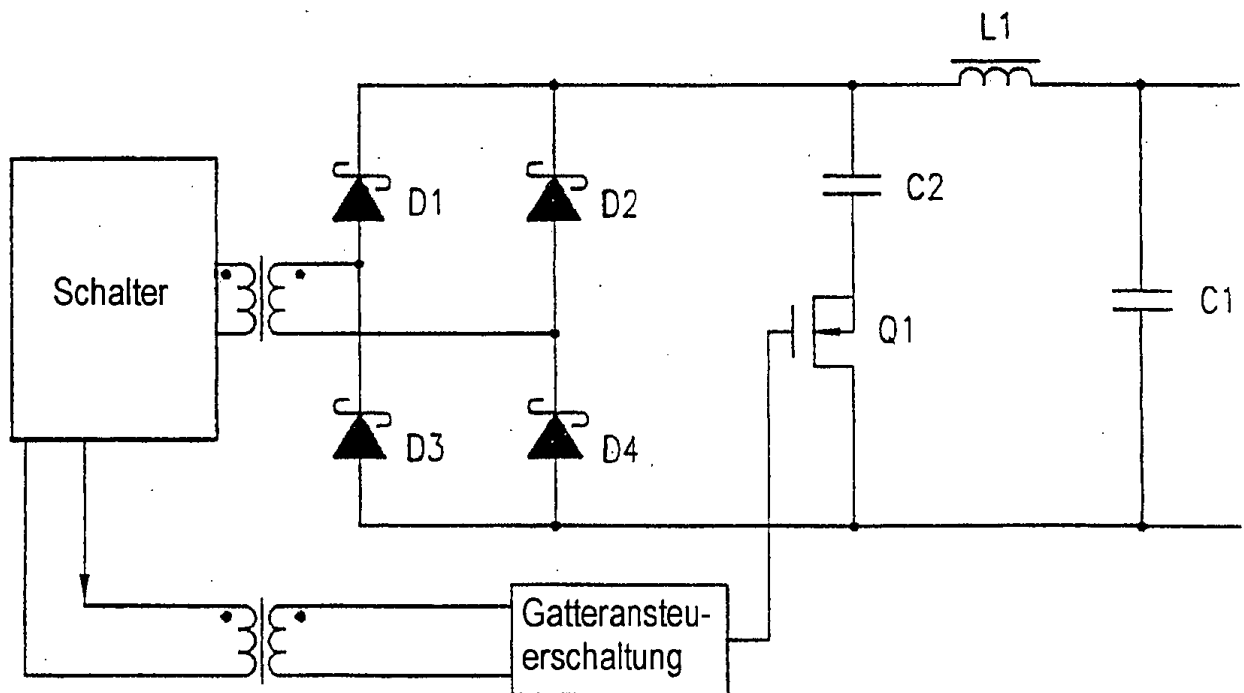 L1
D1
D2
C2
Schalter
Q1
C1
D3
D4
Gatteransteu-
erschaltung